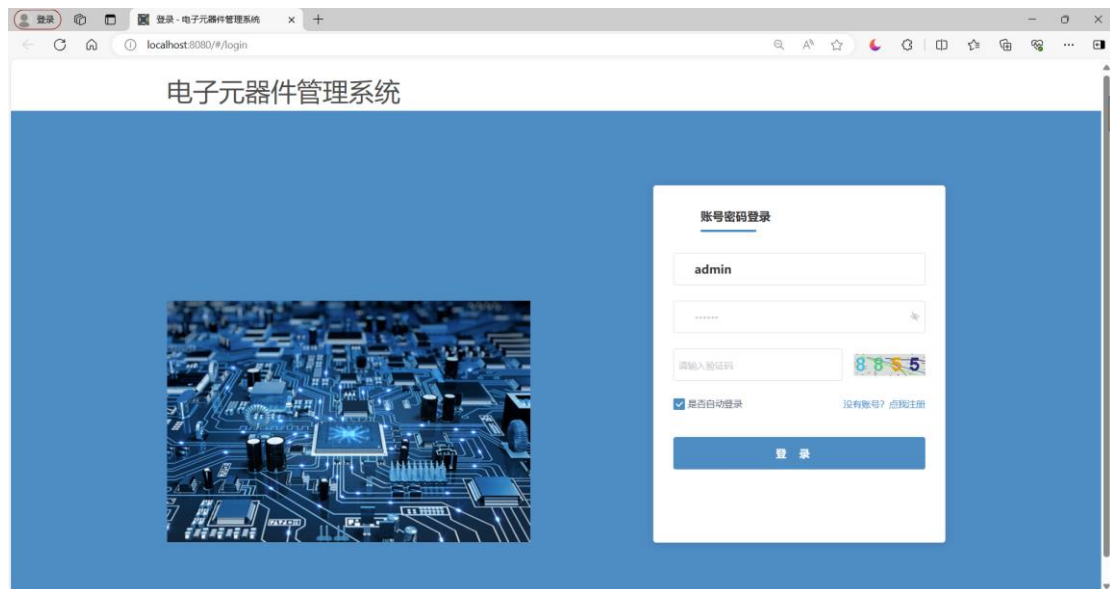 登录
登录 - 电子元器件管理系统
localhost:8080/#/login
电子元器件管理系统
账号密码登录
admin
······
请输入验证码
8855
是否自动登录
没有账号？点我注册
登 录